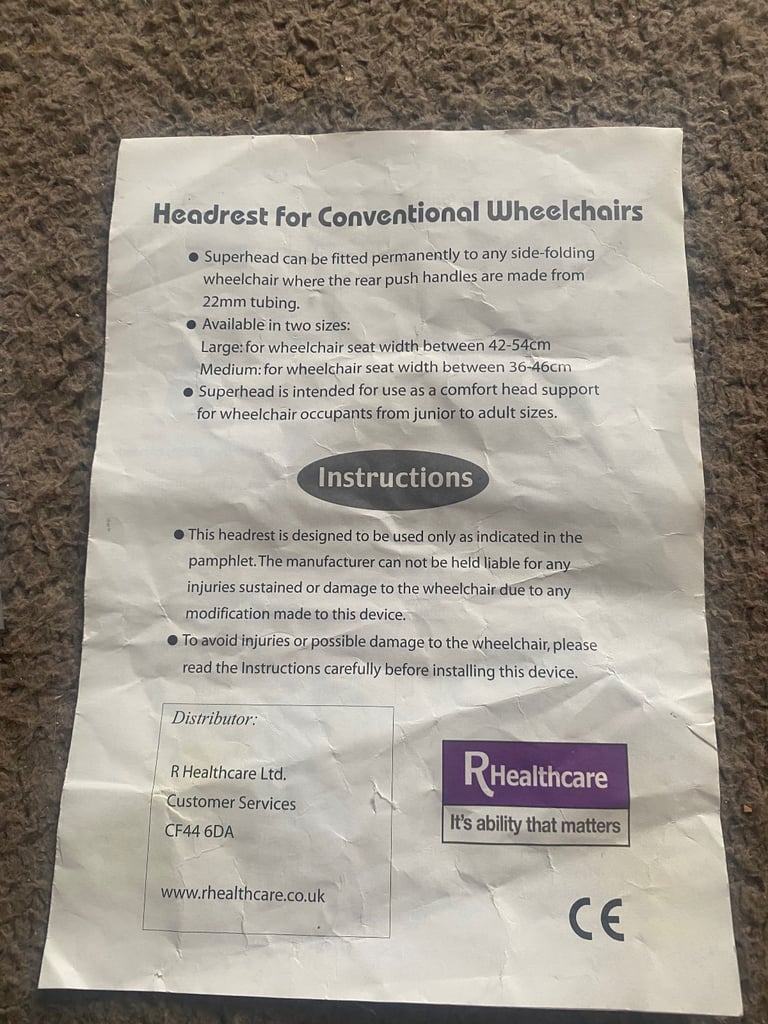 Headrest for Conventional Wheelchairs
● Superhead can be fitted permanently to any side-folding
wheelchair where the rear push handles are made from
22mm tubing.
● Available in two sizes:
Large: for wheelchair seat width between 42-54cm
Medium: for wheelchair seat width between 36-46cm
● Superhead is intended for use as a comfort head support
for wheelchair occupants from junior to adult sizes.
Instructions
● This headrest is designed to be used only as indicated in the
pamphlet. The manufacturer can not be held liable for any
injuries sustained or damage to the wheelchair due to any
modification made to this device.
● To avoid injuries or possible damage to the wheelchair, please
read the Instructions carefully before installing this device.
Distributor:
R Healthcare Ltd.
Customer Services
CF44 6DA
www.rhealthcare.co.uk
RHealthcare
It's ability that matters
CE